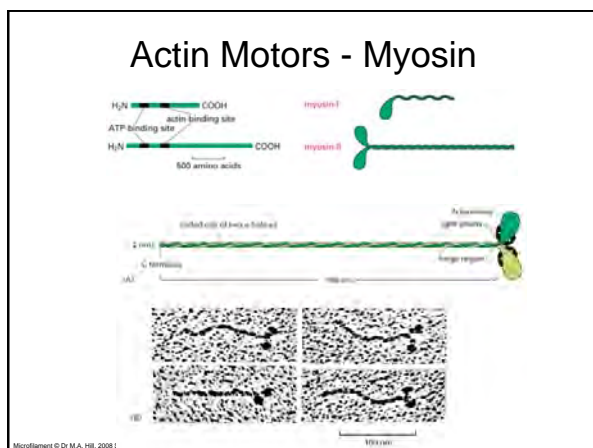 Actin Motors - Myosin
H₂N COOH
actin-binding site
ATP-binding site
H₂N COOH
500 amino acids
myosin-I
myosin-II
coiled-coil of two α helices
2 nm
C terminus
hinge region
(A)
(B)
100 nm
Microfilament © Dr M.A. Hill, 2008